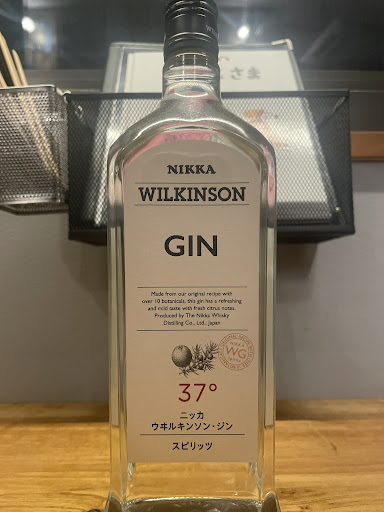 まさ
NIKKA
WILKINSON
GIN
Made from our original recipe with
over 10 botanicals, this gin has a refreshing
and mild taste with fresh citrus notes.
Produced by The Nikka Whisky
Distilling Co., Ltd., Japan
WG
37°
ニッカ
ウヰルキンソン・ジン
スピリッツ